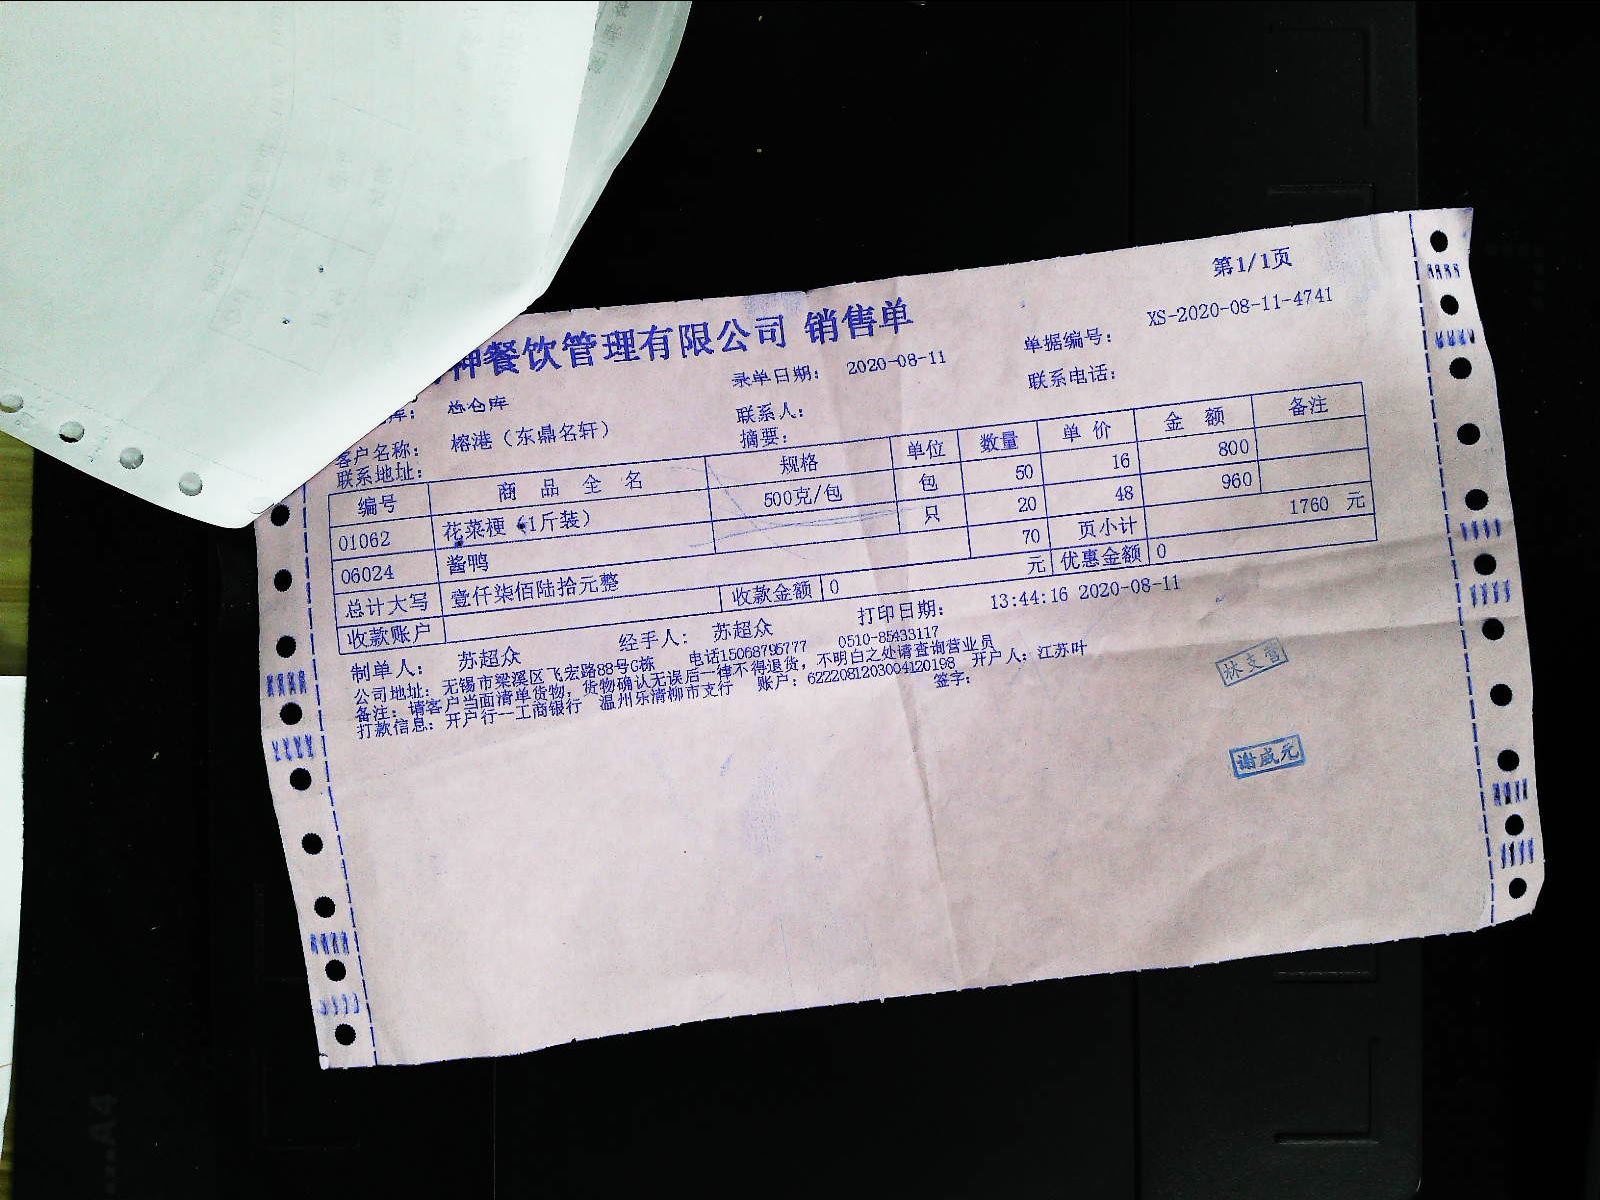 神餐饮管理有限公司 销售单
第1/1页
库： 总仓库 录单日期： 2020-08-11 单据编号： XS-2020-08-11-4741
客户名称： 榕港（东鼎名轩） 联系人： 联系电话：
联系地址： 摘要：
编号 商品全名 规格 单位 数量 单价 金额 备注
01062 花菜梗（1斤装） 500克/包 包 50 16 800
06024 酱鸭 只 20 48 960
总计大写 壹仟柒佰陆拾元整 70 页小计 1760 元
收款账户 收款金额 0 元 优惠金额 0
制单人： 苏超众 经手人： 苏超众 打印日期： 13:44:16 2020-08-11
公司地址：无锡市梁溪区飞宏路88号G栋 电话15068795777 0510-85433117
备注：请客户当面清单货物，货物确认无误后一律不得退货，不明白之处请查询营业员
打款信息：开户行--工商银行 温州乐清柳市支行 账户：6222081203004120198 开户人：江苏叶
签字：
谢威元
A4